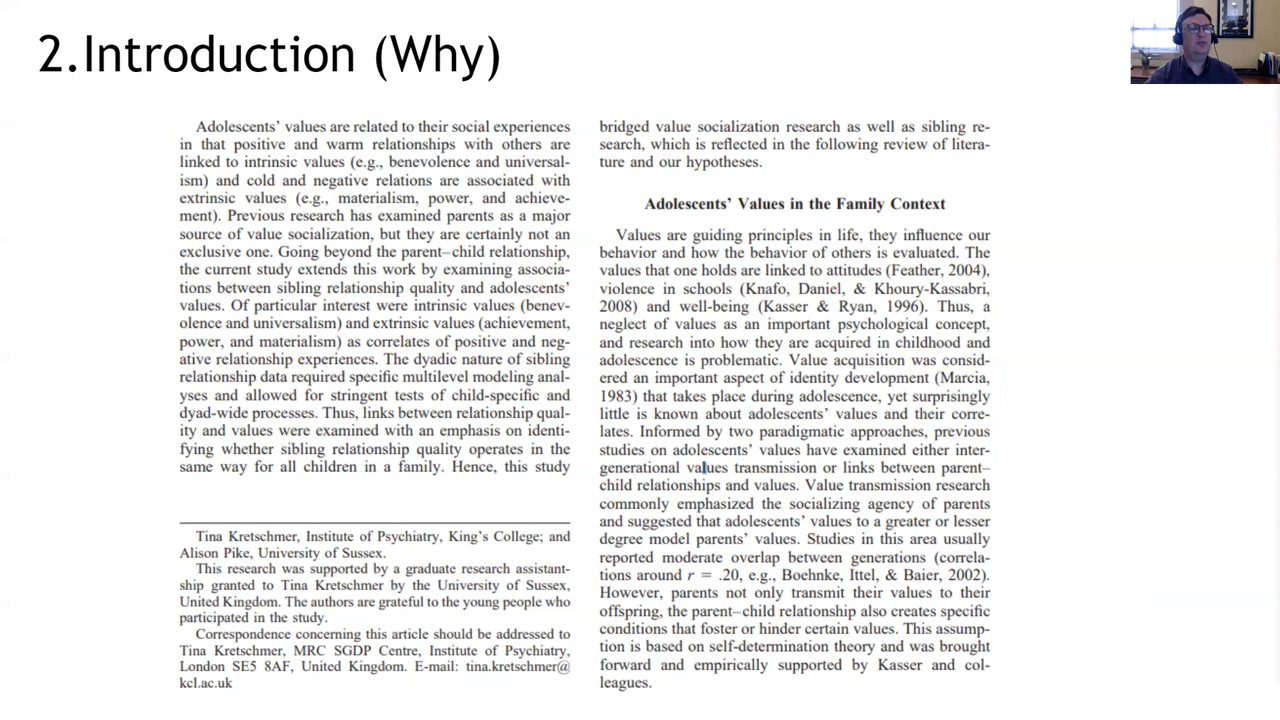 2.Introduction (Why)
Adolescents' values are related to their social experiences
in that positive and warm relationships with others are
linked to intrinsic values (e.g., benevolence and universal-
ism) and cold and negative relations are associated with
extrinsic values (e.g., materialism, power, and achieve-
ment). Previous research has examined parents as a major
source of value socialization, but they are certainly not an
exclusive one. Going beyond the parent–child relationship,
the current study extends this work by examining associa-
tions between sibling relationship quality and adolescents'
values. Of particular interest were intrinsic values (benev-
olence and universalism) and extrinsic values (achievement,
power, and materialism) as correlates of positive and neg-
ative relationship experiences. The dyadic nature of sibling
relationship data required specific multilevel modeling anal-
yses and allowed for stringent tests of child-specific and
dyad-wide processes. Thus, links between relationship qual-
ity and values were examined with an emphasis on identi-
fying whether sibling relationship quality operates in the
same way for all children in a family. Hence, this study
Tina Kretschmer, Institute of Psychiatry, King's College; and
Alison Pike, University of Sussex.
This research was supported by a graduate research assistant-
ship granted to Tina Kretschmer by the University of Sussex,
United Kingdom. The authors are grateful to the young people who
participated in the study.
Correspondence concerning this article should be addressed to
Tina Kretschmer, MRC SGDP Centre, Institute of Psychiatry,
London SE5 8AF, United Kingdom. E-mail: tina.kretschmer@
kcl.ac.uk
bridged value socialization research as well as sibling re-
search, which is reflected in the following review of litera-
ture and our hypotheses.
Adolescents' Values in the Family Context
Values are guiding principles in life, they influence our
behavior and how the behavior of others is evaluated. The
values that one holds are linked to attitudes (Feather, 2004),
violence in schools (Knafo, Daniel, & Khoury-Kassabri,
2008) and well-being (Kasser & Ryan, 1996). Thus, a
neglect of values as an important psychological concept,
and research into how they are acquired in childhood and
adolescence is problematic. Value acquisition was consid-
ered an important aspect of identity development (Marcia,
1983) that takes place during adolescence, yet surprisingly
little is known about adolescents' values and their corre-
lates. Informed by two paradigmatic approaches, previous
studies on adolescents' values have examined either inter-
generational values transmission or links between parent–
child relationships and values. Value transmission research
commonly emphasized the socializing agency of parents
and suggested that adolescents' values to a greater or lesser
degree model parents' values. Studies in this area usually
reported moderate overlap between generations (correla-
tions around r = .20, e.g., Boehnke, Ittel, & Baier, 2002).
However, parents not only transmit their values to their
offspring, the parent–child relationship also creates specific
conditions that foster or hinder certain values. This assump-
tion is based on self-determination theory and was brought
forward and empirically supported by Kasser and col-
leagues.